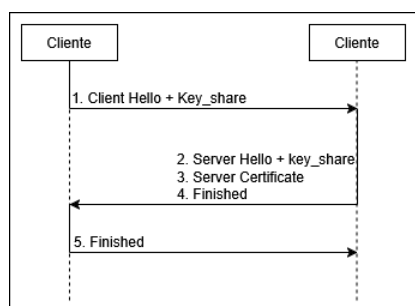 Cliente
Cliente
1. Client Hello + Key_share
2. Server Hello + key_share
3. Server Certificate
4. Finished
5. Finished